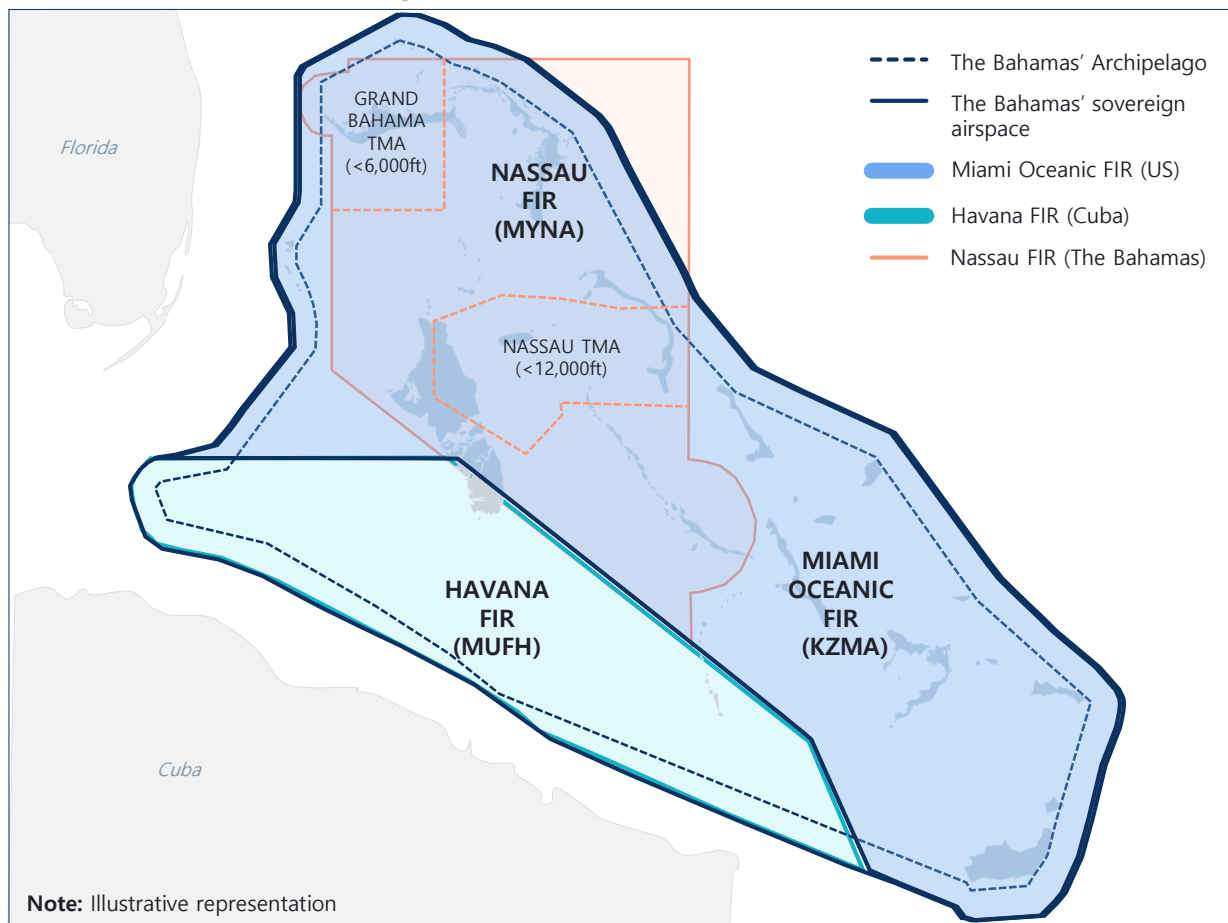 Florida
GRAND
BAHAMA
TMA
(<6,000ft)
NASSAU
FIR
(MYNA)
The Bahamas' Archipelago
The Bahamas' sovereign
airspace
Miami Oceanic FIR (US)
Havana FIR (Cuba)
Nassau FIR (The Bahamas)
NASSAU TMA
(<12,000ft)
HAVANA
FIR
(MUFH)
MIAMI
OCEANIC
FIR
(KZMA)
Cuba
Note: Illustrative representation